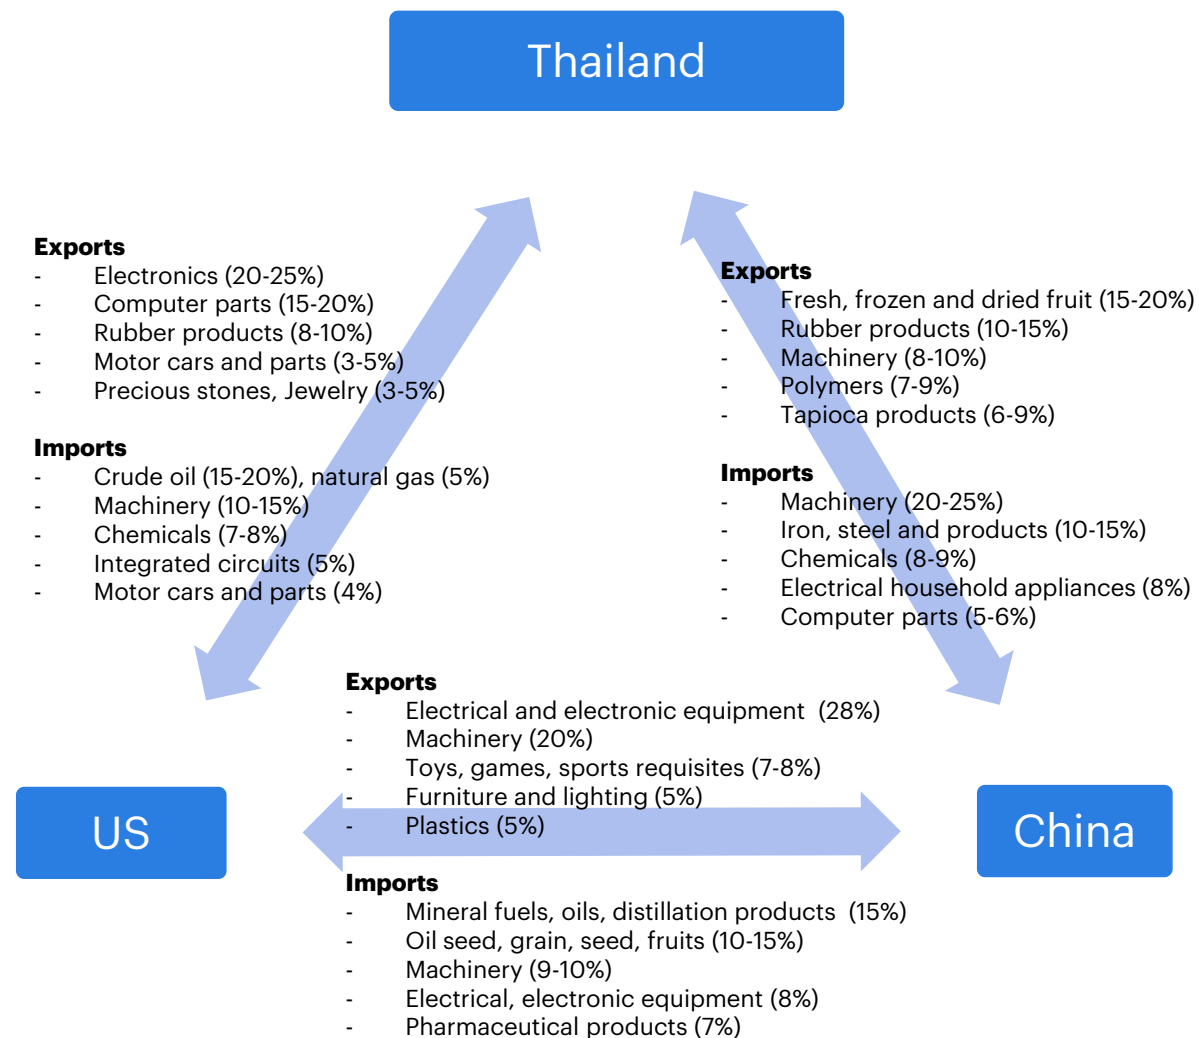 Thailand
Exports
- Electronics (20-25%)
- Computer parts (15-20%)
- Rubber products (8-10%)
- Motor cars and parts (3-5%)
- Precious stones, Jewelry (3-5%)
Imports
- Crude oil (15-20%), natural gas (5%)
- Machinery (10-15%)
- Chemicals (7-8%)
- Integrated circuits (5%)
- Motor cars and parts (4%)
Exports
- Fresh, frozen and dried fruit (15-20%)
- Rubber products (10-15%)
- Machinery (8-10%)
- Polymers (7-9%)
- Tapioca products (6-9%)
Imports
- Machinery (20-25%)
- Iron, steel and products (10-15%)
- Chemicals (8-9%)
- Electrical household appliances (8%)
- Computer parts (5-6%)
US
Exports
- Electrical and electronic equipment (28%)
- Machinery (20%)
- Toys, games, sports requisites (7-8%)
- Furniture and lighting (5%)
- Plastics (5%)
Imports
- Mineral fuels, oils, distillation products (15%)
- Oil seed, grain, seed, fruits (10-15%)
- Machinery (9-10%)
- Electrical, electronic equipment (8%)
- Pharmaceutical products (7%)
China